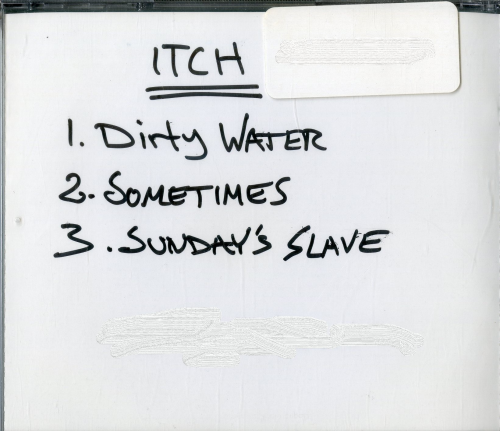 ITCH
1. Dirty WATER
2. SOMETIMES
3. SUNDAY'S SLAVE